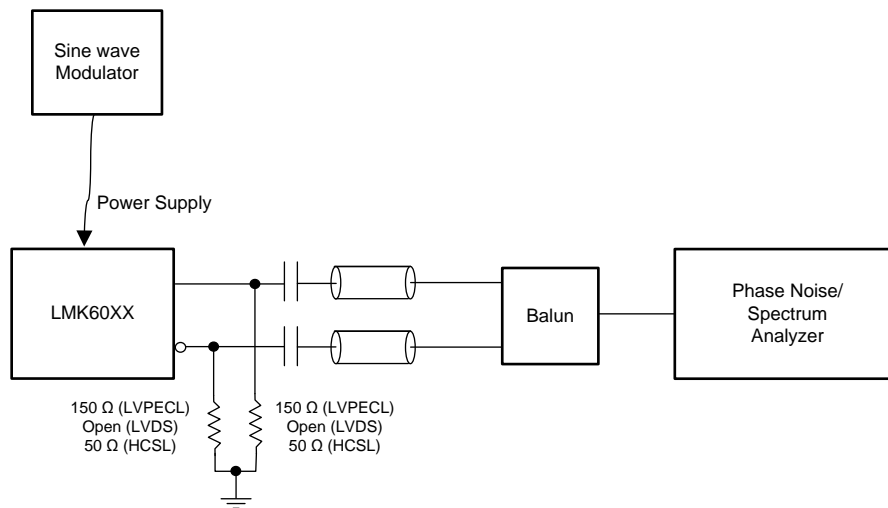 Sine wave
Modulator
Power Supply
LMK60XX
Balun
Phase Noise/
Spectrum
Analyzer
150 Ω (LVPECL)
Open (LVDS)
50 Ω (HCSL)
150 Ω (LVPECL)
Open (LVDS)
50 Ω (HCSL)